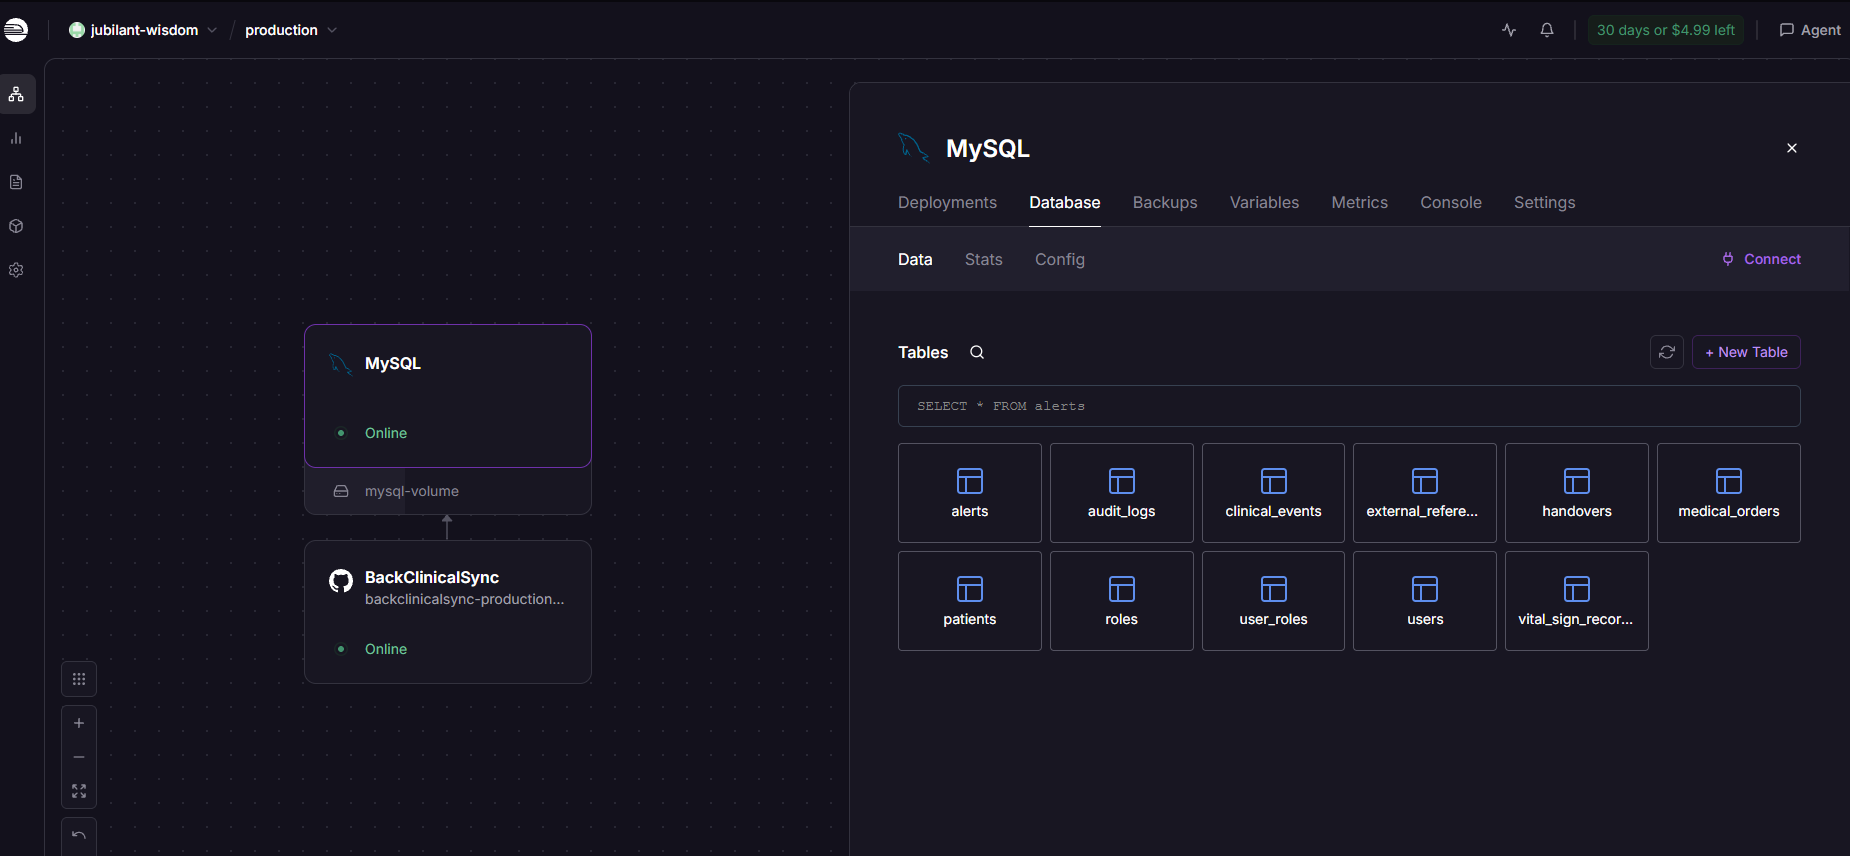 jubilant-wisdom / production
30 days or $4.99 left
Agent
MySQL
Online
mysql-volume
BackClinicalSync
backclinicalsync-production...
Online
MySQL
Deployments Database Backups Variables Metrics Console Settings
Data Stats Config
Connect
Tables
+ New Table
SELECT * FROM alerts
alerts audit_logs clinical_events external_refere... handovers medical_orders
patients roles user_roles users vital_sign_recor...